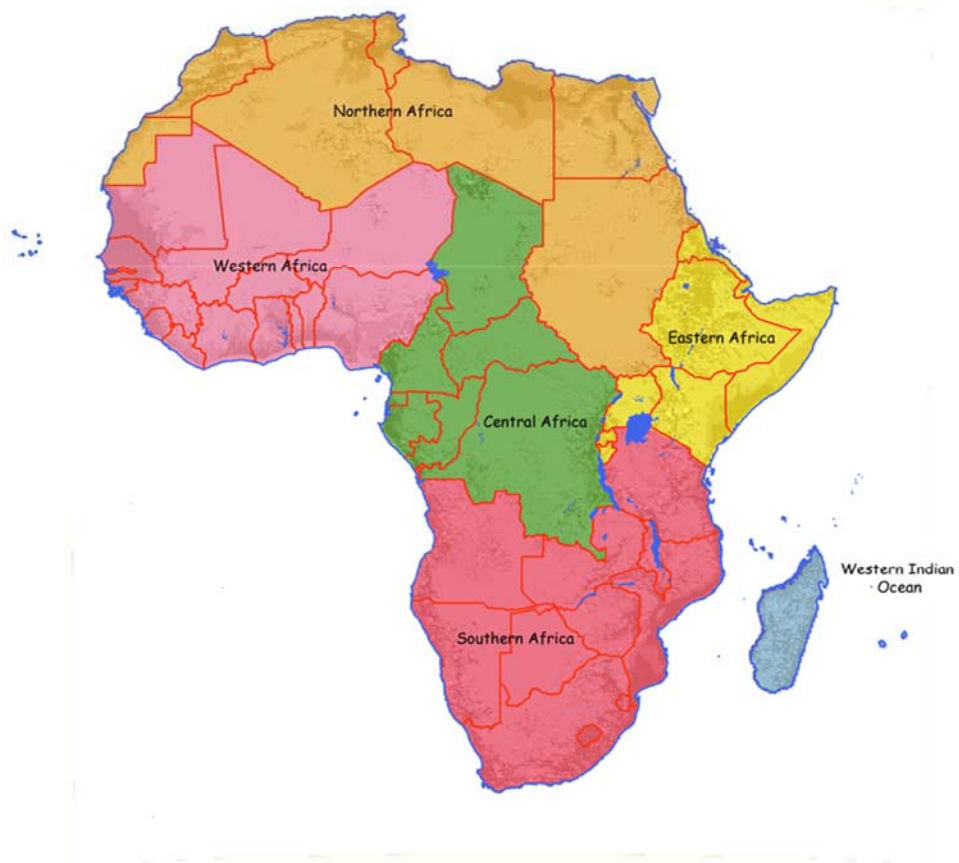 Northern Africa
Western Africa
Eastern Africa
Central Africa
Western Indian
Ocean
Southern Africa